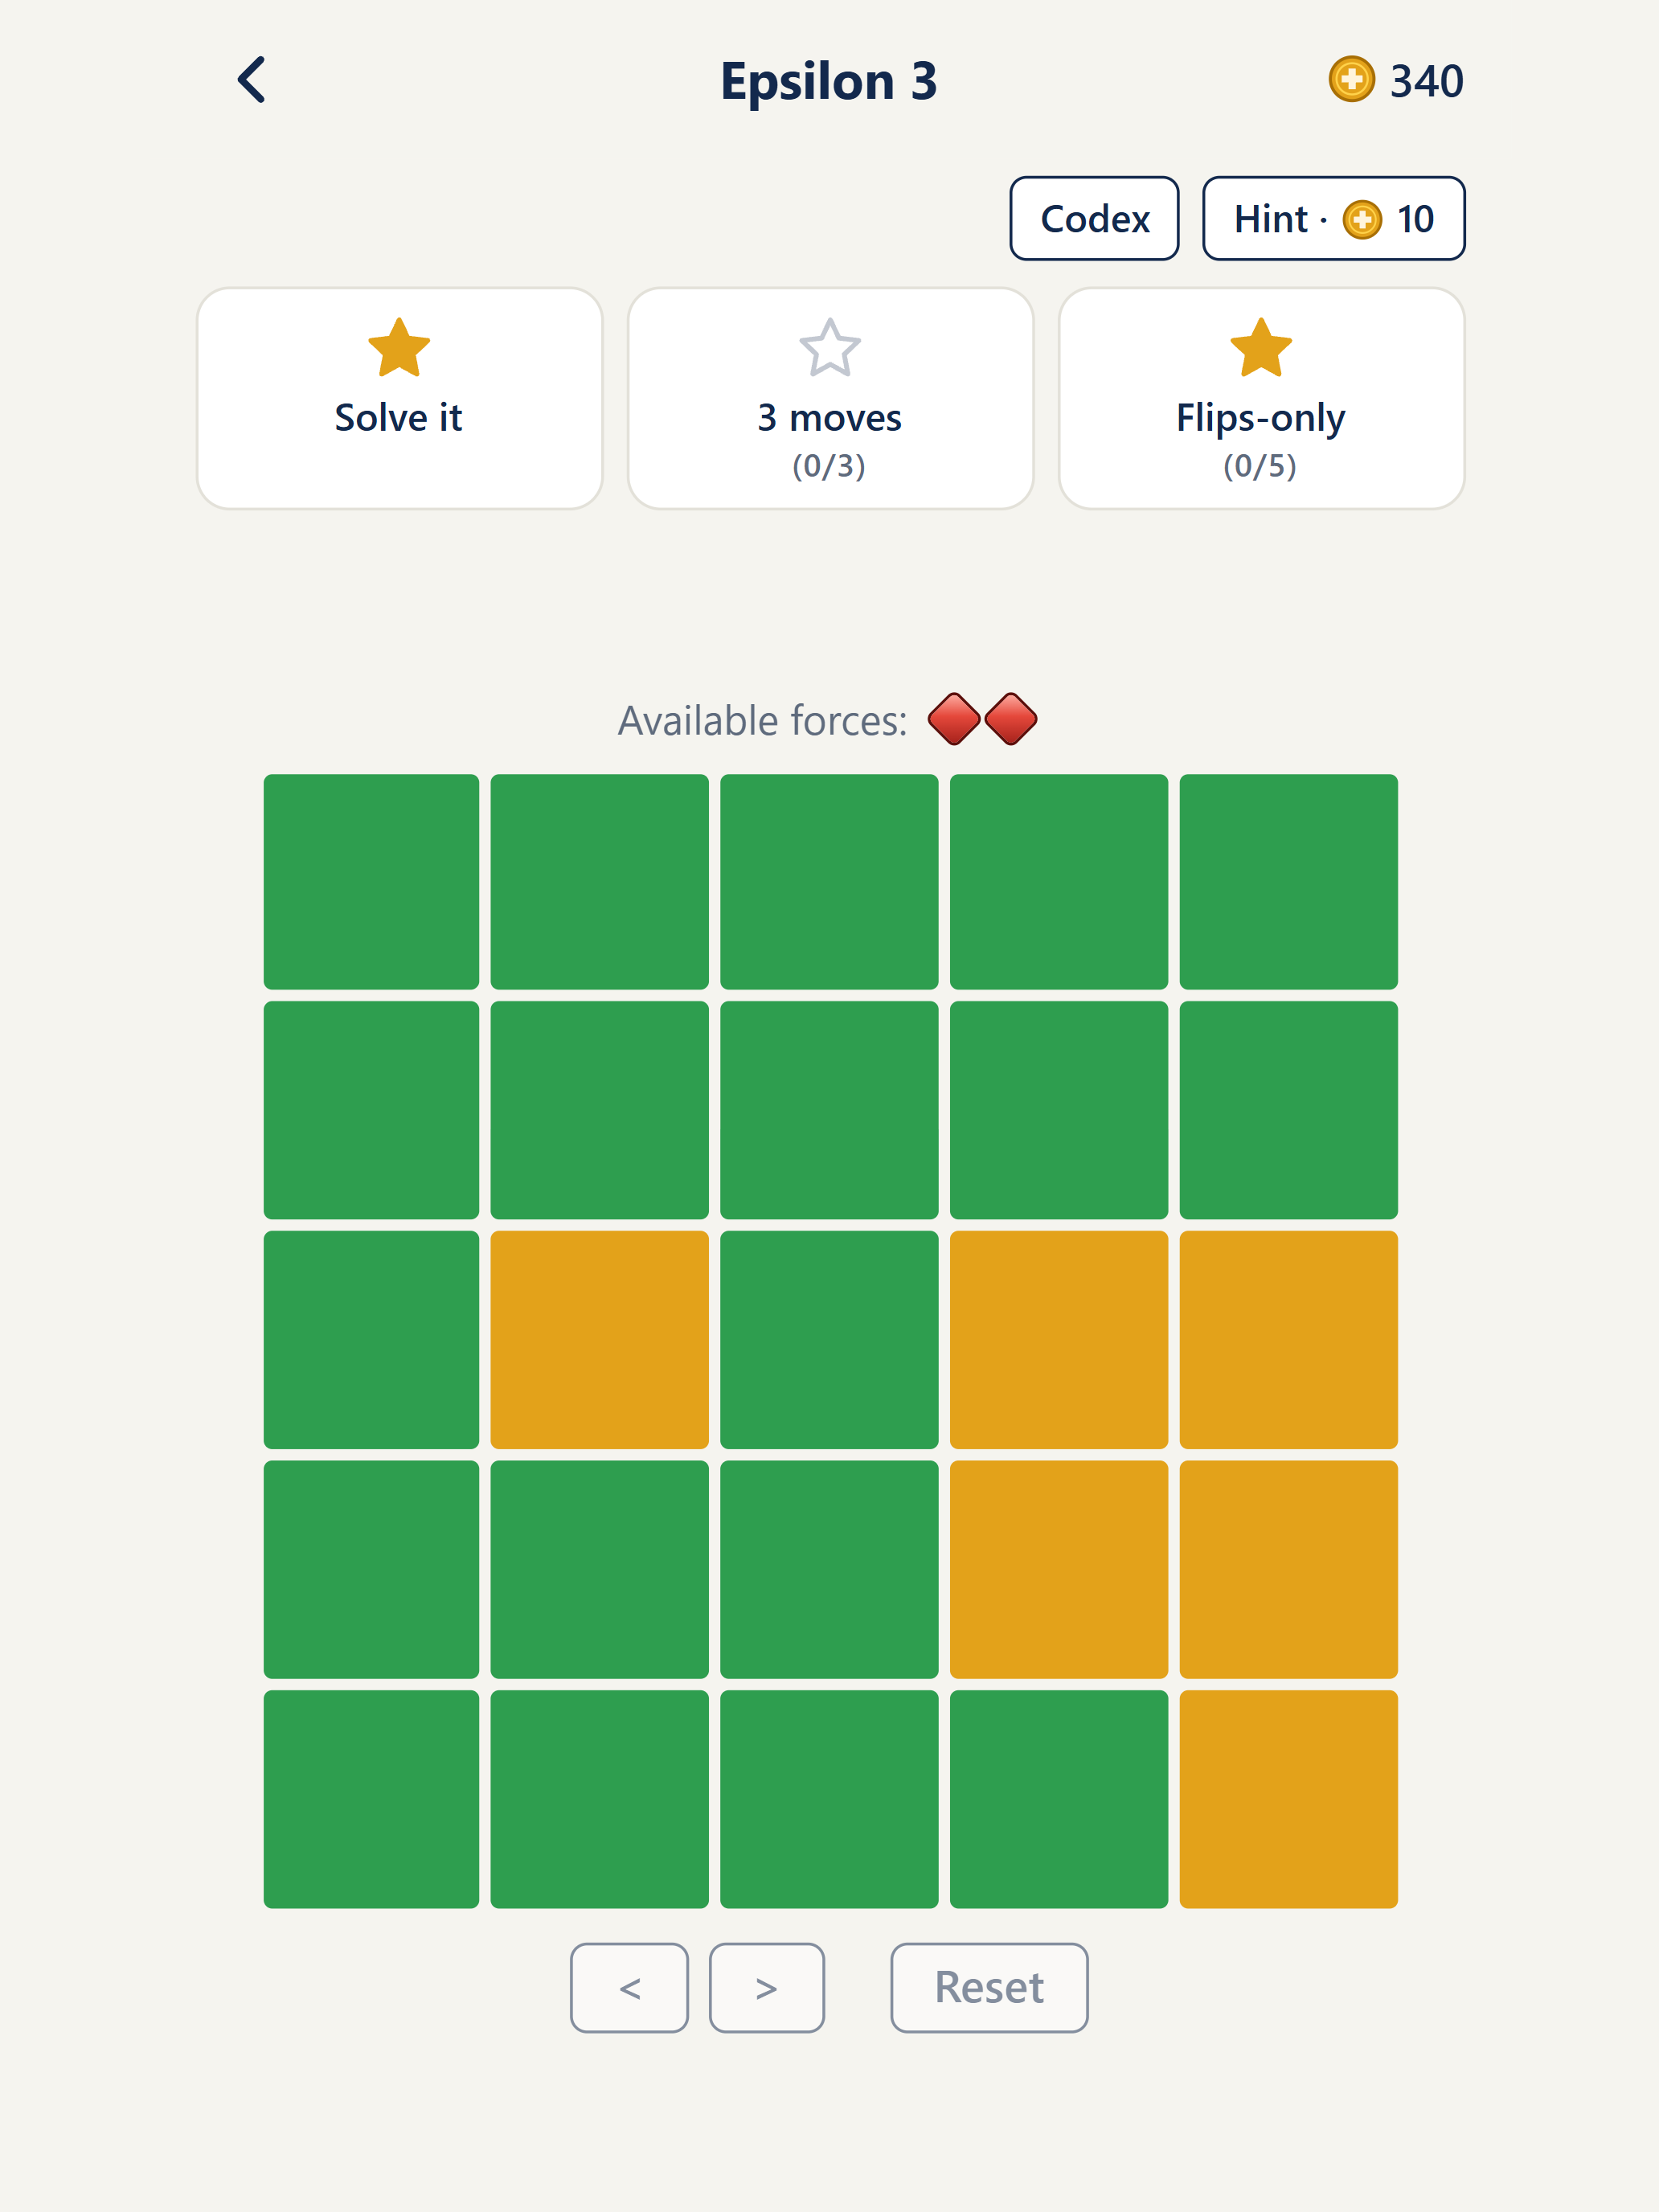 Epsilon 3
340
Codex
Hint · 10
Solve it
3 moves
(0/3)
Flips-only
(0/5)
Available forces:
<
>
Reset